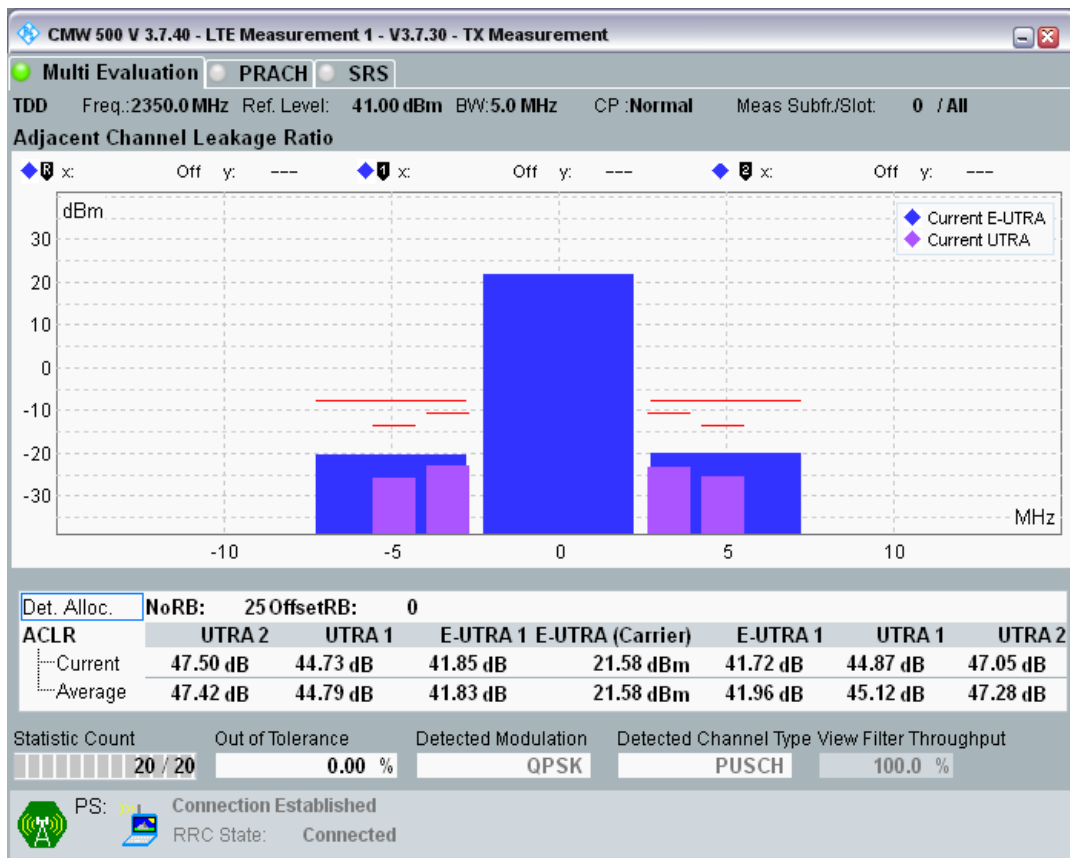 CMW 500 V 3.7.40 - LTE Measurement 1 - V3.7.30 - TX Measurement
Multi Evaluation PRACH SRS
TDD Freq.:2350.0 MHz Ref. Level: 41.00 dBm BW:5.0 MHz CP :Normal Meas Subfr./Slot: 0 / All
Adjacent Channel Leakage Ratio
R x: Off y: --- 1 x: Off y: --- 2 x: Off y: ---
dBm
Current E-UTRA
Current UTRA
30
20
10
0
-10
-20
-30
MHz
-10 -5 0 5 10
Det. Alloc. NoRB: 25 OffsetRB: 0
ACLR UTRA 2 UTRA 1 E-UTRA 1 E-UTRA (Carrier) E-UTRA 1 UTRA 1 UTRA 2
Current 47.50 dB 44.73 dB 41.85 dB 21.58 dBm 41.72 dB 44.87 dB 47.05 dB
Average 47.42 dB 44.79 dB 41.83 dB 21.58 dBm 41.96 dB 45.12 dB 47.28 dB
Statistic Count Out of Tolerance Detected Modulation Detected Channel Type View Filter Throughput
20 / 20 0.00 % QPSK PUSCH 100.0 %
PS: Connection Established
RRC State: Connected